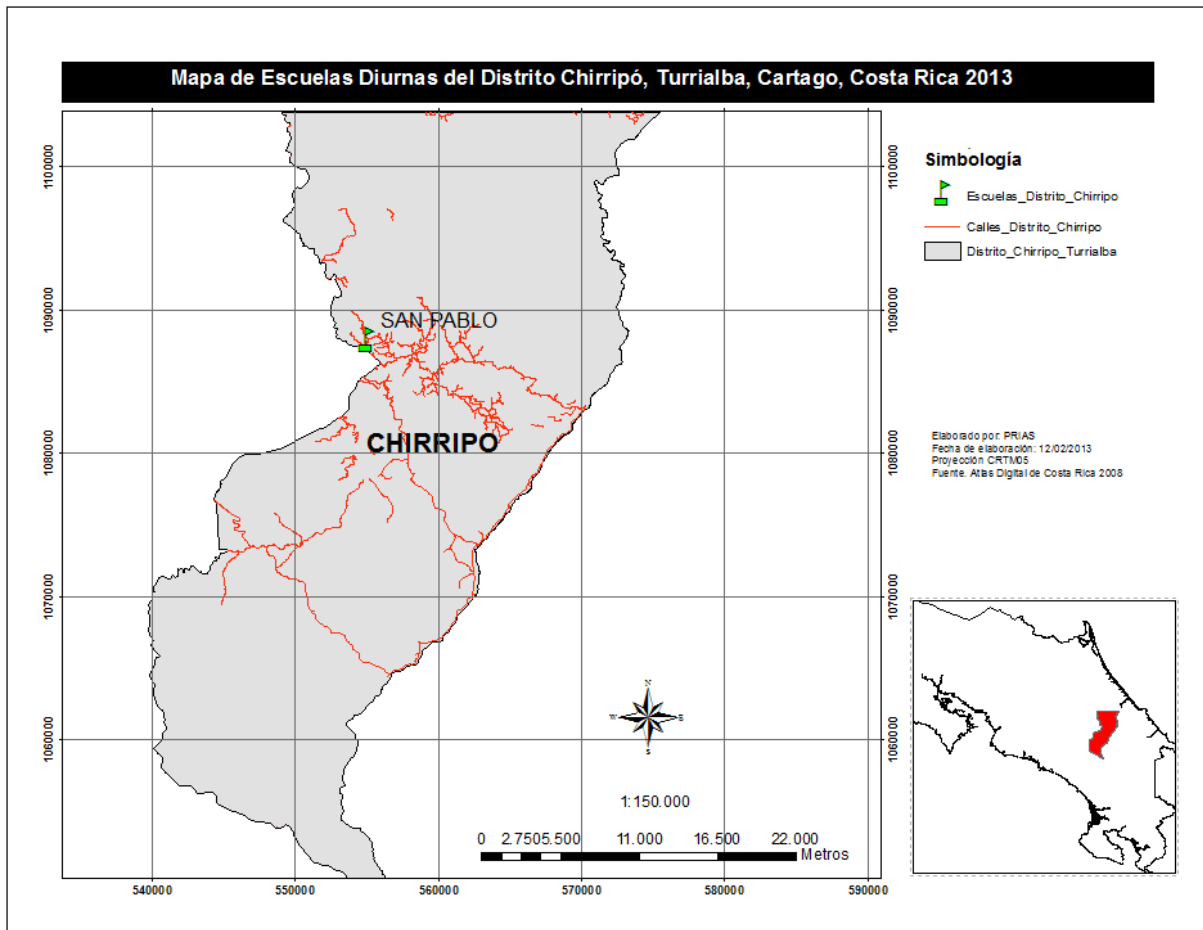 Mapa de Escuelas Diurnas del Distrito Chirripó, Turrialba, Cartago, Costa Rica 2013
Simbología
Escuelas_Distrito_Chirripo
Calles_Distrito_Chirripo
Distrito_Chirripo_Turrialba
1100000
1100000
1090000
1090000
SAN PABLO
CHIRRIPO
1080000
1080000
Elaborado por: PRIAS
Fecha de elaboración: 12/02/2013
Proyección CRTM05
Fuente. Atlas Digital de Costa Rica 2008
1070000
1070000
1060000
1060000
N
W
E
S
1:150.000
0 2.750 5.500 11.000 16.500 22.000
Metros
540000 550000 560000 570000 580000 590000